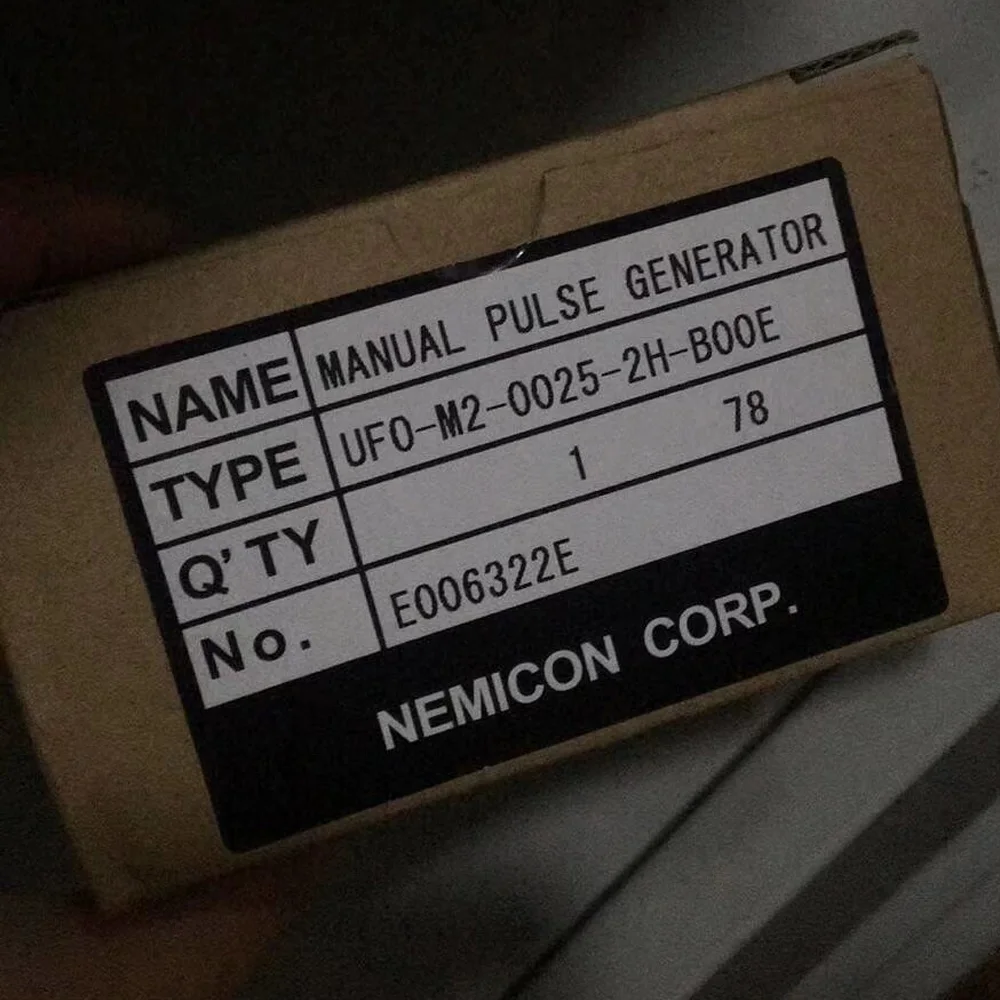 NAME MANUAL PULSE GENERATOR
TYPE UFO-M2-0025-2H-B00E
Q'TY 1 78
No. E006322E
NEMICON CORP.